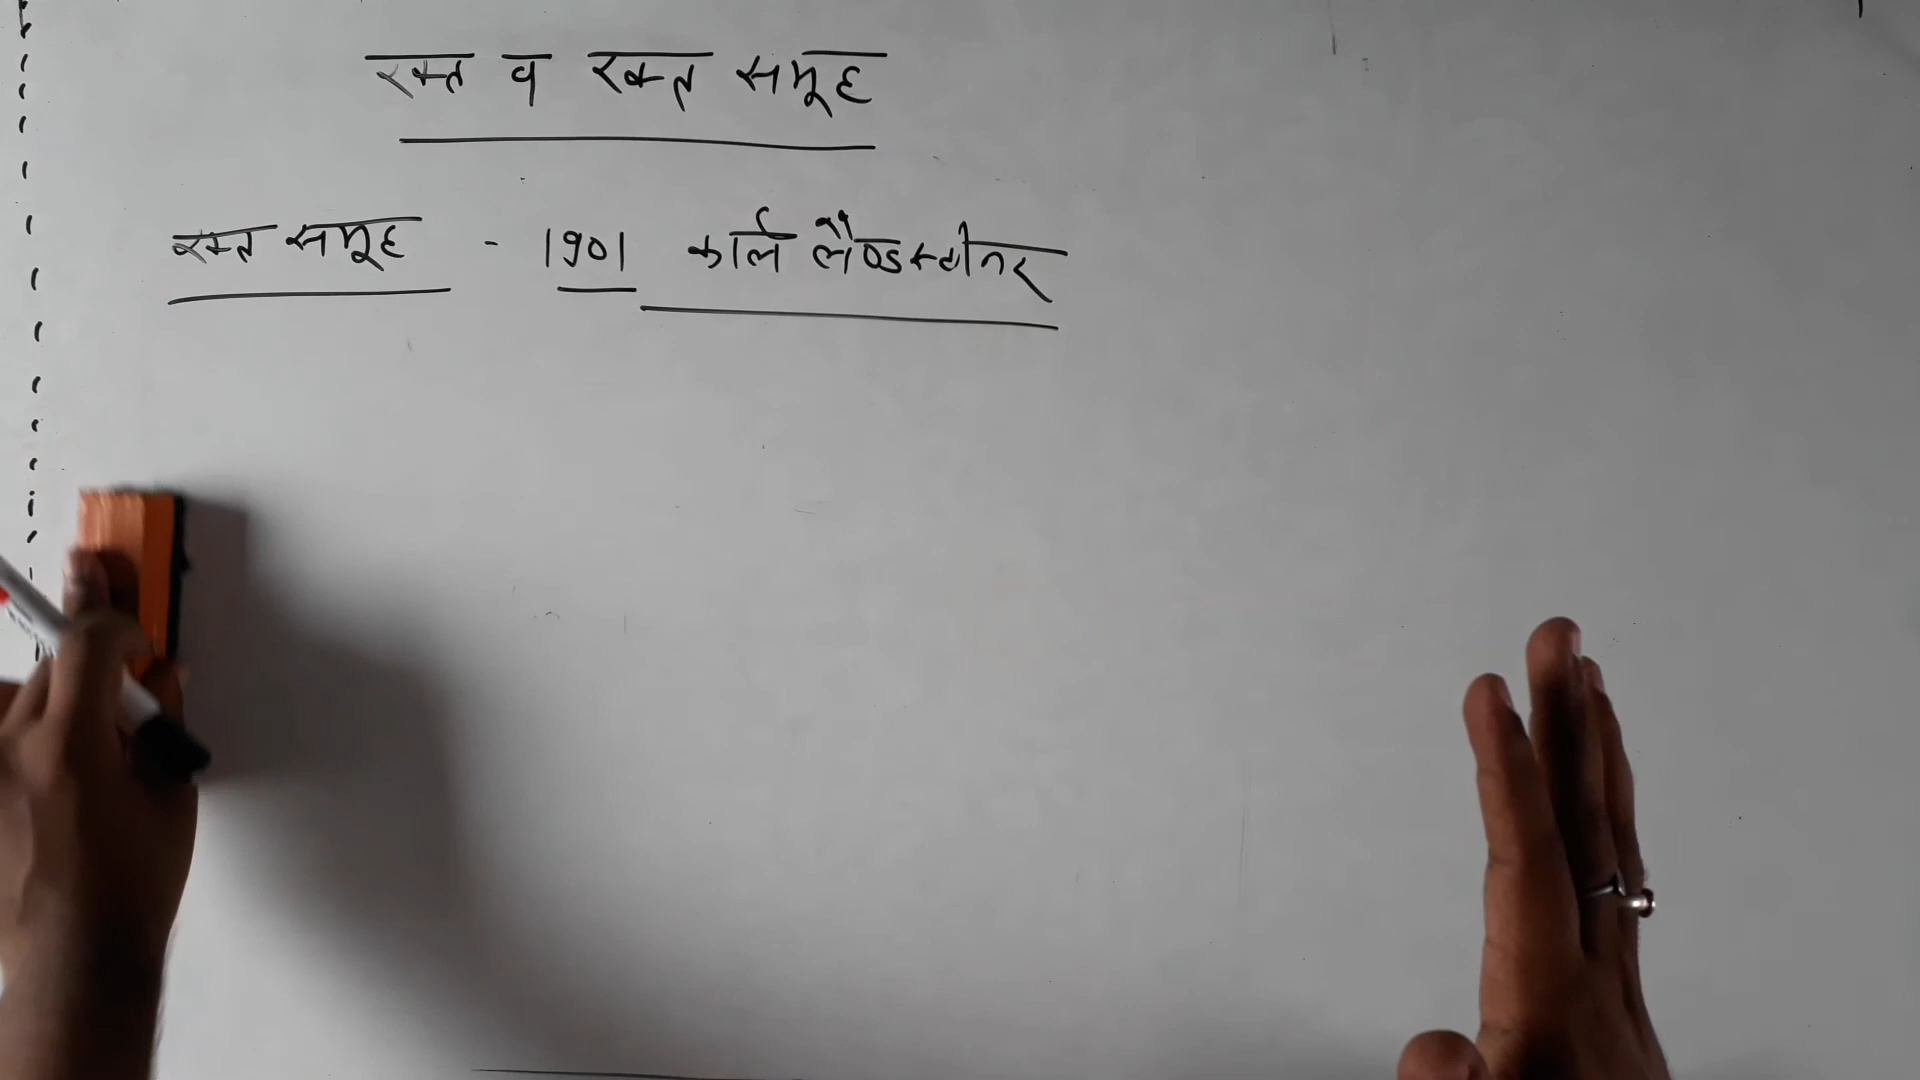 रक्त व रक्त समूह
रक्त समूह - 1901 कार्ल लैण्डस्टीनर